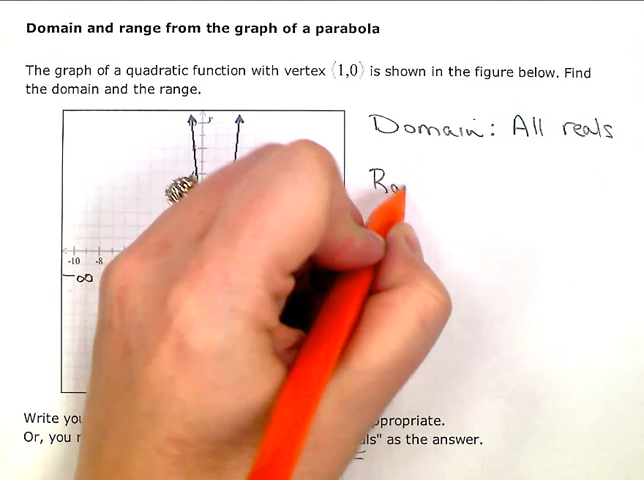 Domain and range from the graph of a parabola
The graph of a quadratic function with vertex (1,0) is shown in the figure below. Find
the domain and the range.
Domain: All reals
y
Ra
-10 -8
-∞
Write you ppropriate.
Or, you als" as the answer.